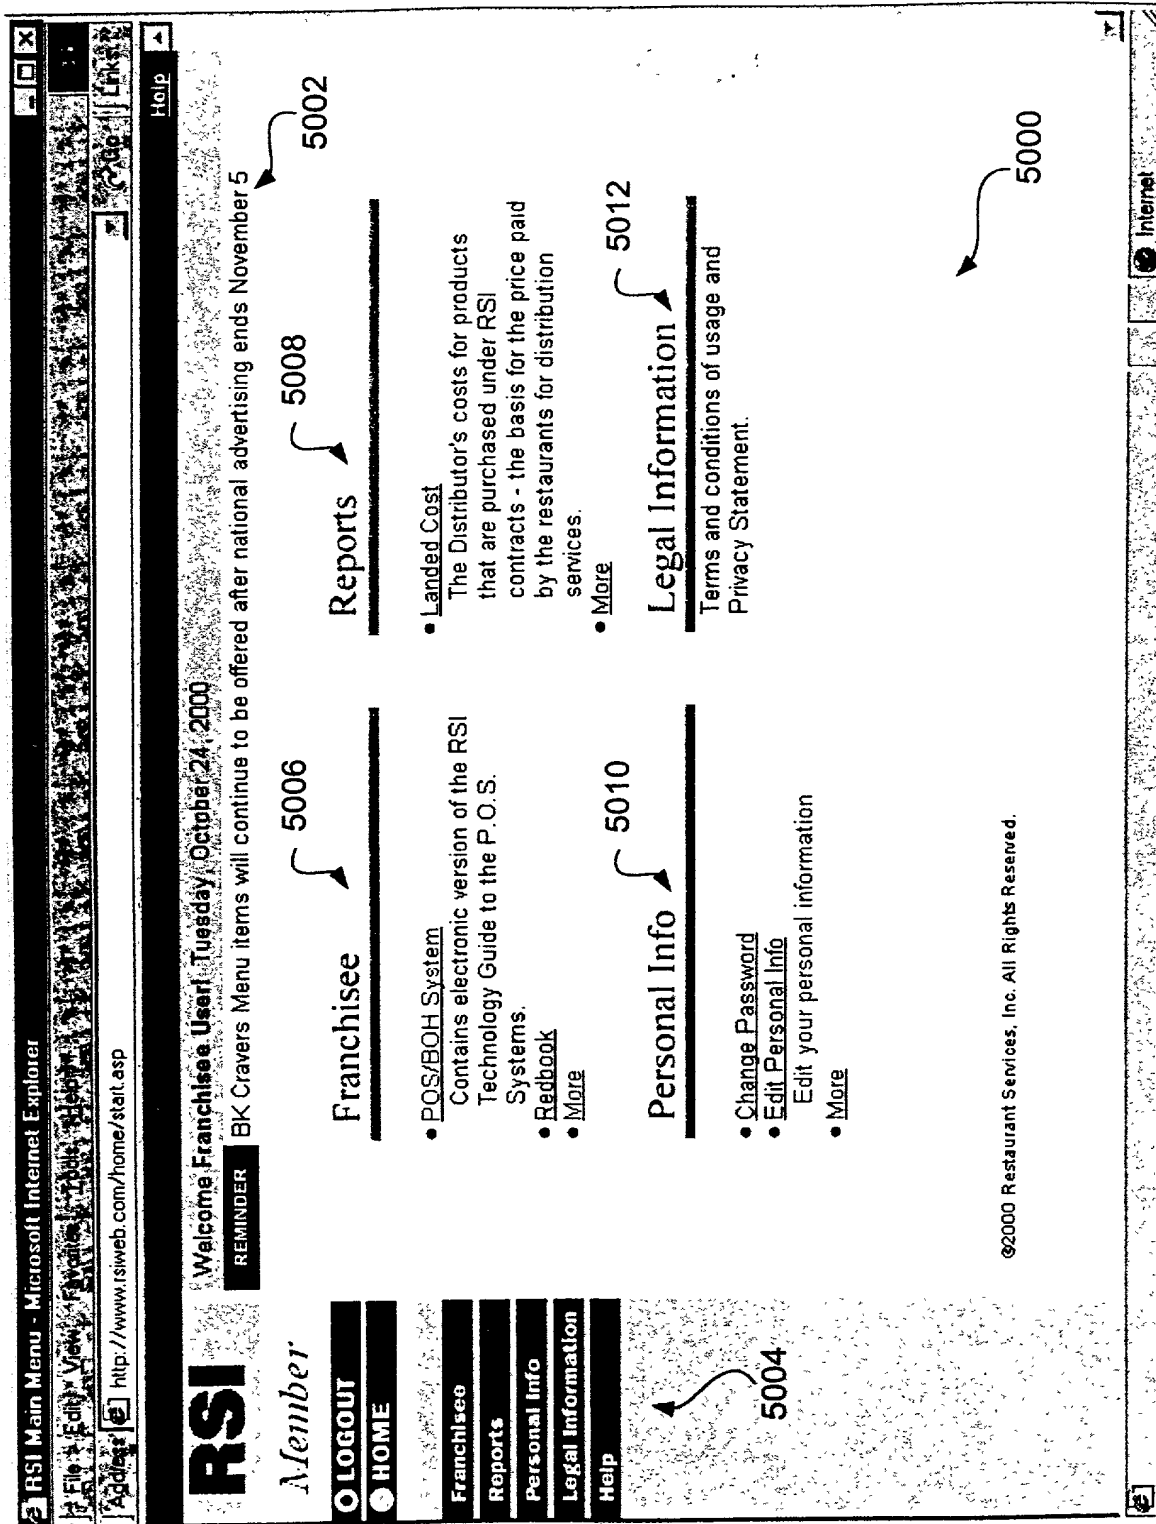 RSI Main Menu - Microsoft Internet Explorer
File Edit View Favorites Tools Help
Address http://www.rsiweb.com/home/start.asp Go Links
Help
RSI
Welcome Franchisee User! Tuesday, October 24, 2000
REMINDER BK Cravers Menu items will continue to be offered after national advertising ends November 5
5002
Member
LOGOUT
HOME
Franchisee
Reports
Personal Info
Legal Information
Help
5004
5006
Franchisee
• POS/BOH System
Contains electronic version of the RSI
Technology Guide to the P.O.S.
Systems.
• Redbook
• More
5008
Reports
• Landed Cost
The Distributor's costs for products
that are purchased under RSI
contracts - the basis for the price paid
by the restaurants for distribution
services.
• More
5010
Personal Info
• Change Password
• Edit Personal Info
Edit your personal information
• More
5012
Legal Information
Terms and conditions of usage and
Privacy Statement.
5000
©2000 Restaurant Services, Inc. All Rights Reserved.
Internet